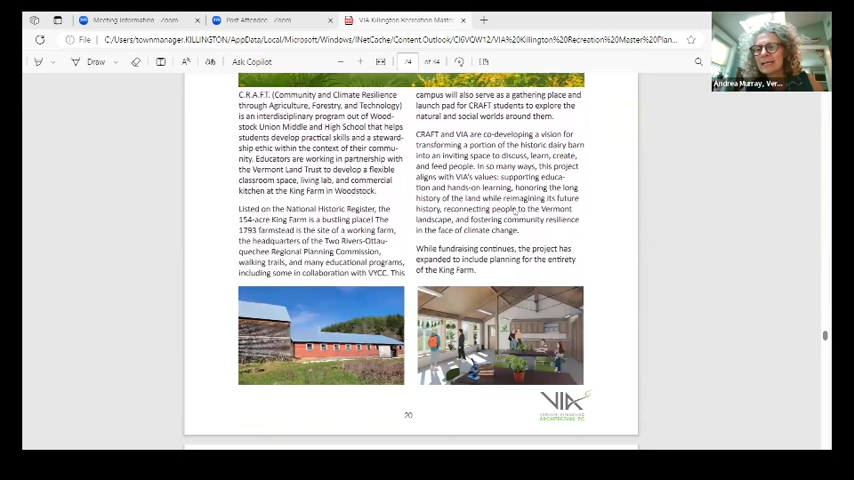 Meeting Information - Zoom
Post Attendee - Zoom
VIA Killington Recreation Master
File
C:/Users/townmanager.KILLINGTON/AppData/Local/Microsoft/Windows/INetCache/Content.Outlook/CI6VQW12/VIA%20Killington%20Recreation%20Master%20Plan...
Draw
Ask Copilot
Andrea Murray, Ver...
C.R.A.F.T. (Community and Climate Resilience
through Agriculture, Forestry, and Technology)
is an interdisciplinary program out of Wood-
stock Union Middle and High School that helps
students develop practical skills and a steward-
ship ethic within the context of their commu-
nity. Educators are working in partnership with
the Vermont Land Trust to develop a flexible
classroom space, living lab, and commercial
kitchen at the King Farm in Woodstock.
Listed on the National Historic Register, the
154-acre King Farm is a bustling place! The
1793 farmstead is the site of a working farm,
the headquarters of the Two Rivers-Ottau-
quechee Regional Planning Commission,
walking trails, and many educational programs,
including some in collaboration with VYCC. This
campus will also serve as a gathering place and
launch pad for CRAFT students to explore the
natural and social worlds around them.
CRAFT and VIA are co-developing a vision for
transforming a portion of the historic dairy barn
into an inviting space to discuss, learn, create,
and feed people. In so many ways, this project
aligns with VIA's values: supporting educa-
tion and hands-on learning, honoring the long
history of the land while reimagining its future
history, reconnecting people to the Vermont
landscape, and fostering community resilience
in the face of climate change.
While fundraising continues, the project has
expanded to include planning for the entirety
of the King Farm.
20
VIA
VERMONT INTEGRATED
ARCHITECTURE, PC